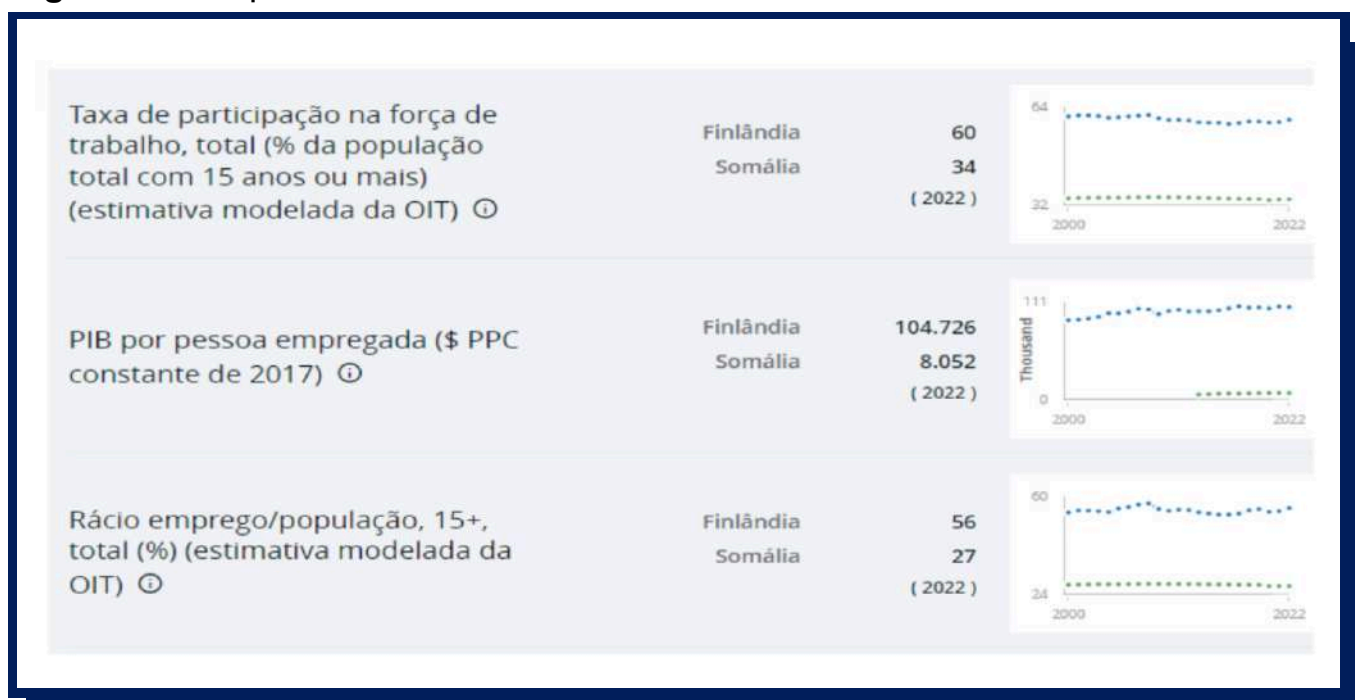 Taxa de participação na força de
trabalho, total (% da população
total com 15 anos ou mais)
(estimativa modelada da OIT) ⓘ
Finlândia 60
Somália 34
( 2022 )
64
32
2000 2022
PIB por pessoa empregada ($ PPC
constante de 2017) ⓘ
Finlândia 104.726
Somália 8.052
( 2022 )
111
Thousand
0
2000 2022
Rácio emprego/população, 15+,
total (%) (estimativa modelada da
OIT) ⓘ
Finlândia 56
Somália 27
( 2022 )
60
24
2000 2022